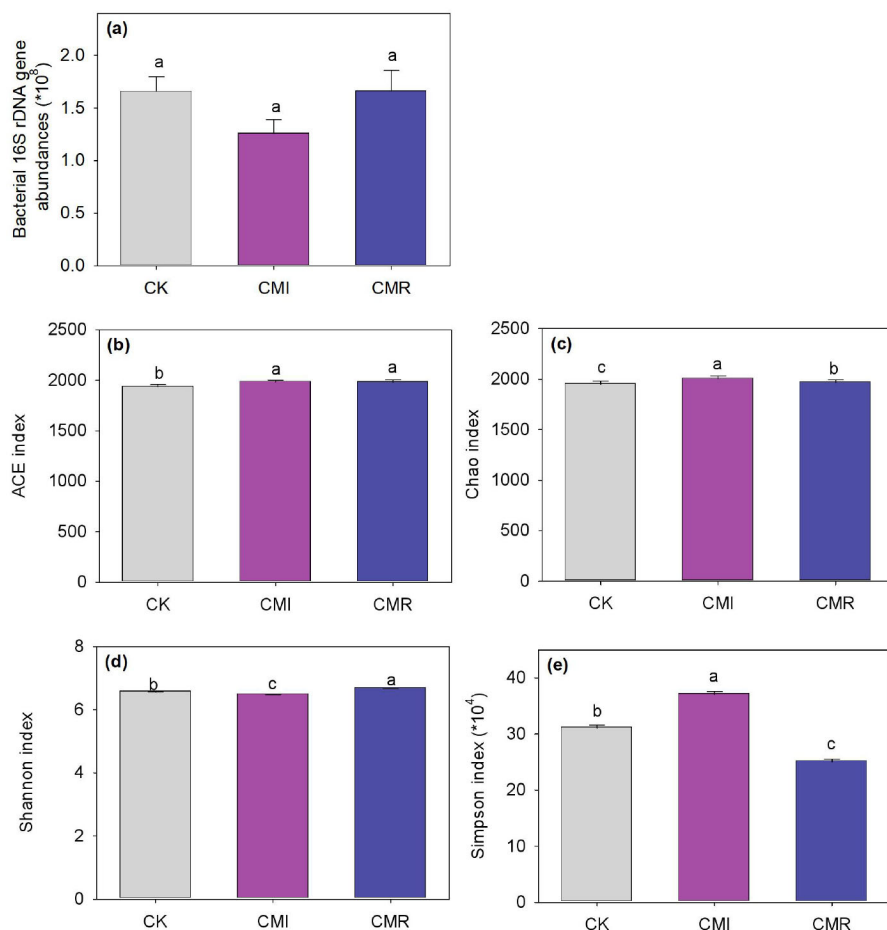 (a)
Bacterial 16S rDNA gene
abundances (*10⁸)
2.0
1.5
1.0
0.5
0.0
a
a
a
CK
CMI
CMR
(b)
ACE index
2500
2000
1500
1000
500
0
b
a
a
CK
CMI
CMR
(c)
Chao index
2500
2000
1500
1000
500
0
c
a
b
CK
CMI
CMR
(d)
Shannon index
8
6
4
2
0
b
c
a
CK
CMI
CMR
(e)
Simpson index (*10⁴)
40
30
20
10
0
b
a
c
CK
CMI
CMR